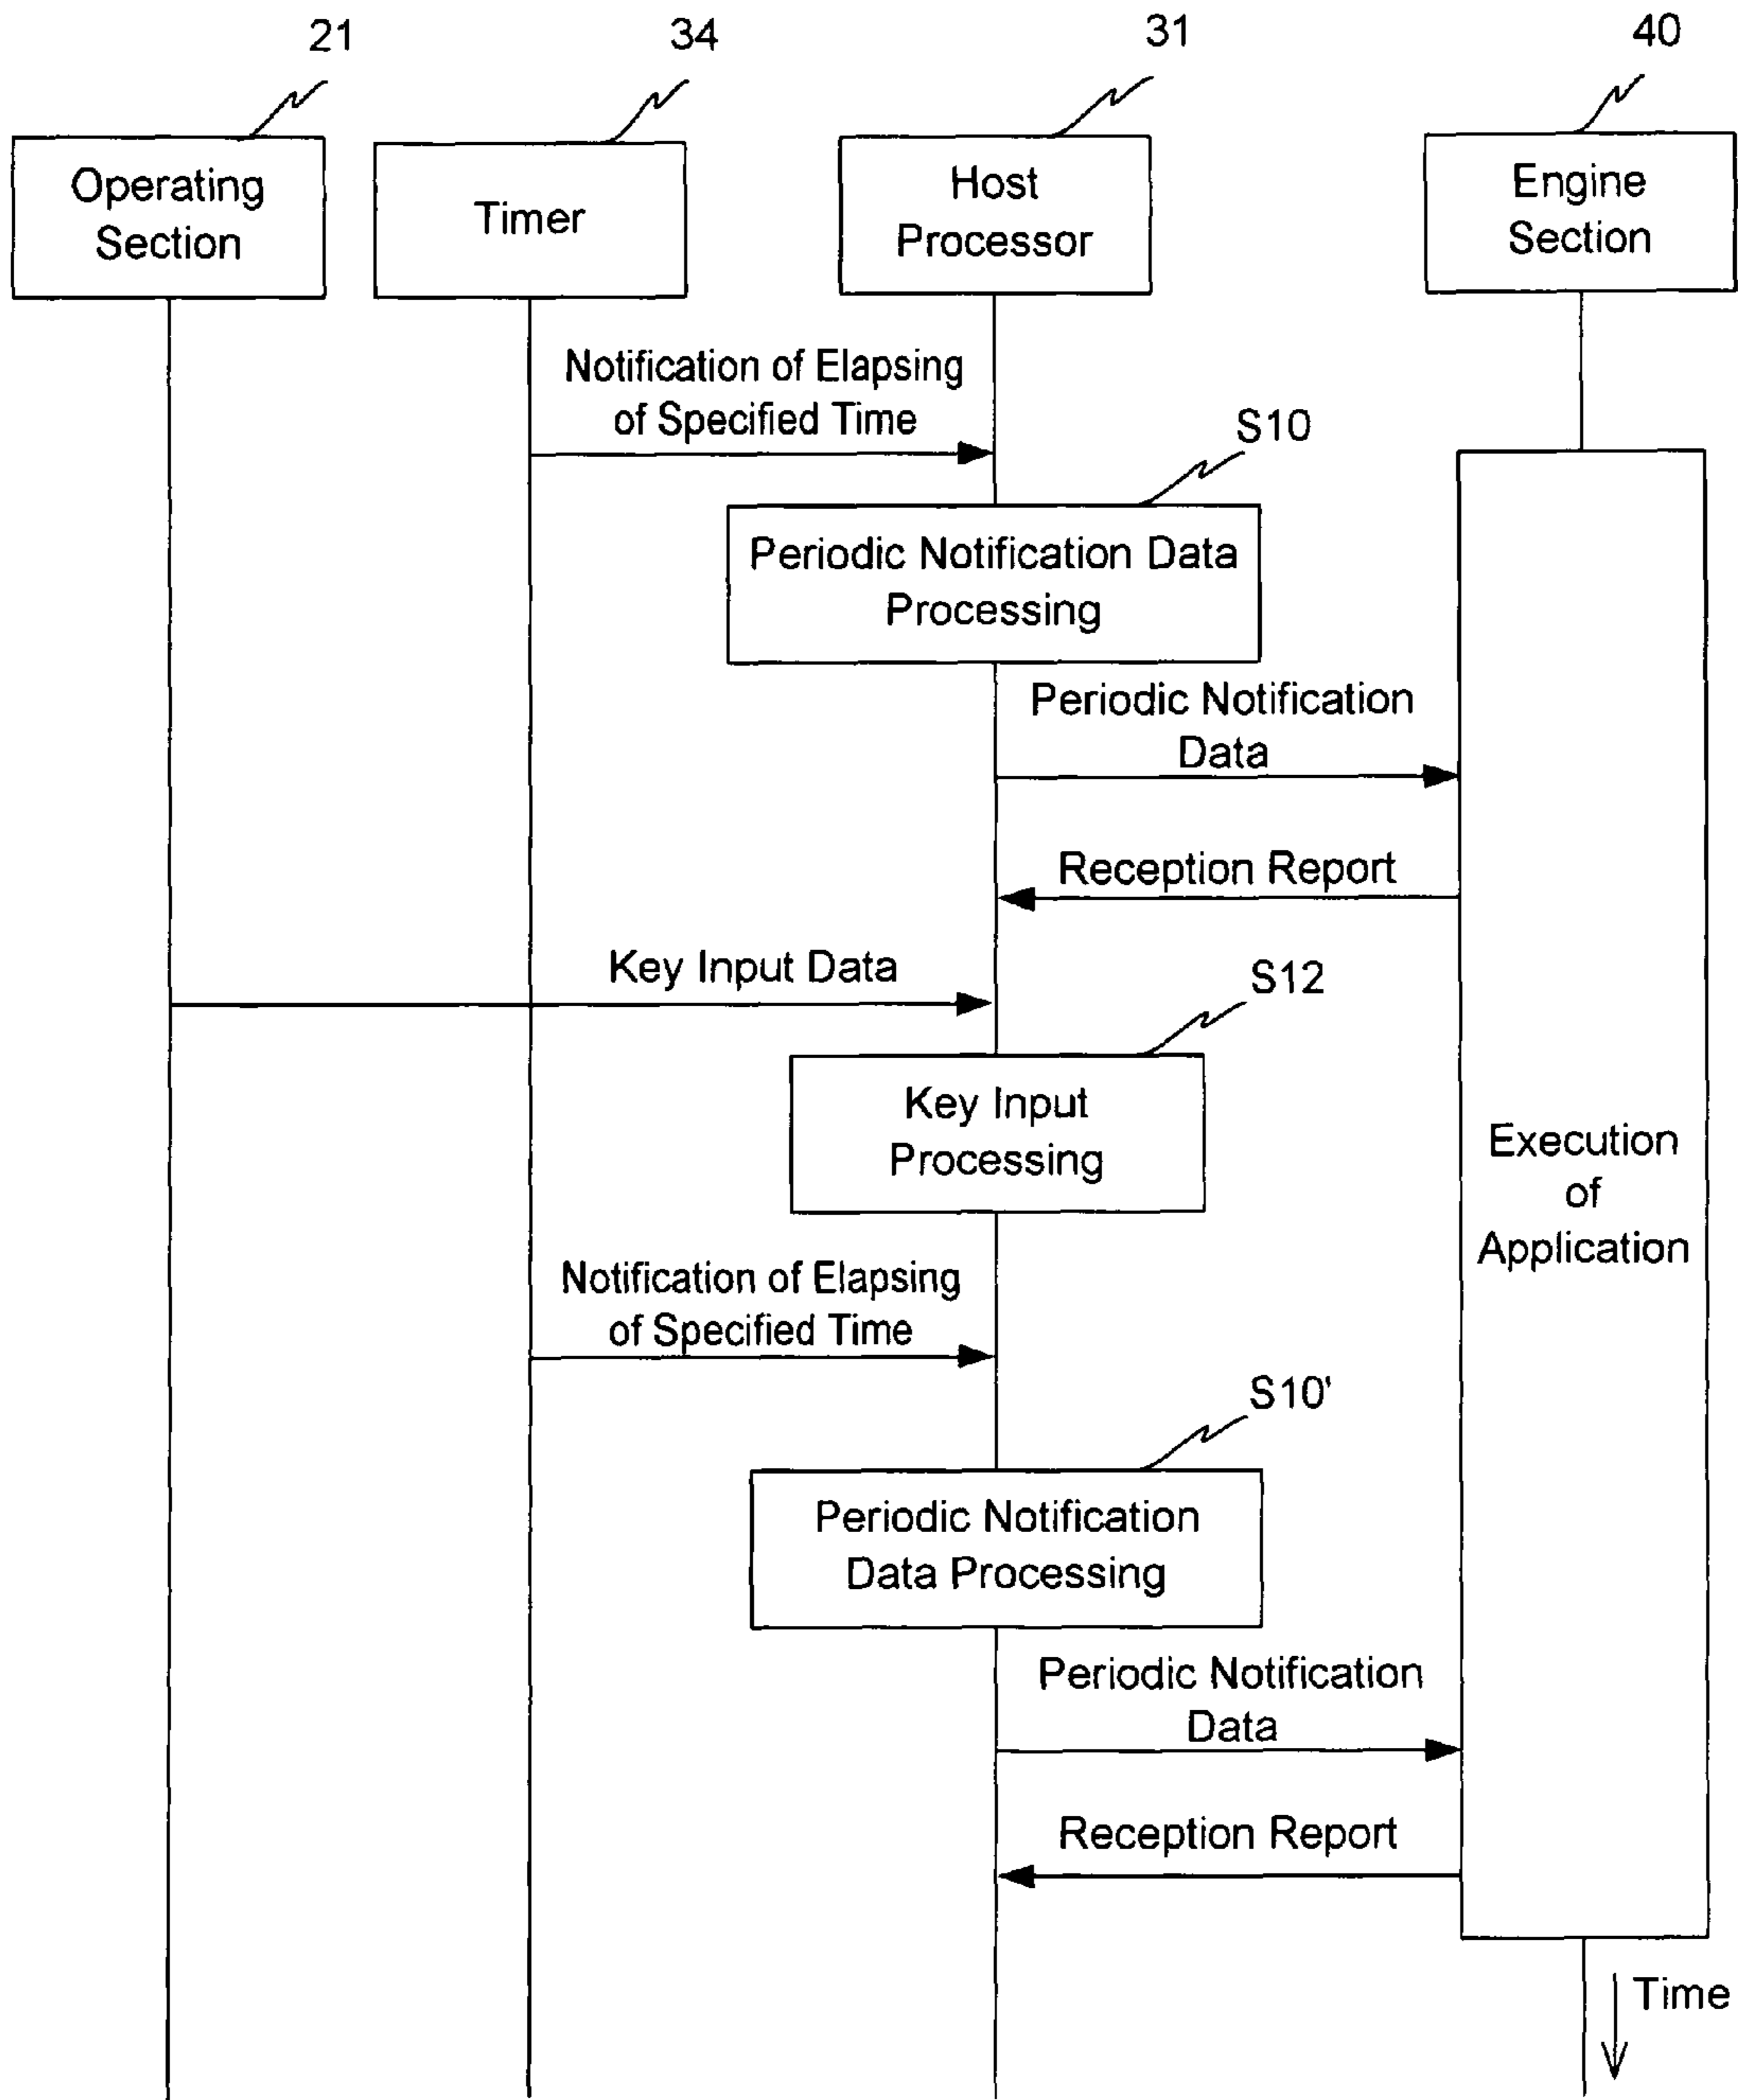 21
34
31
40
Operating
Section
Timer
Host
Processor
Engine
Section
Notification of Elapsing
of Specified Time
S10
Periodic Notification Data
Processing
Periodic Notification
Data
Reception Report
Key Input Data
S12
Key Input
Processing
Execution
of
Application
Notification of Elapsing
of Specified Time
S10'
Periodic Notification
Data Processing
Periodic Notification
Data
Reception Report
Time